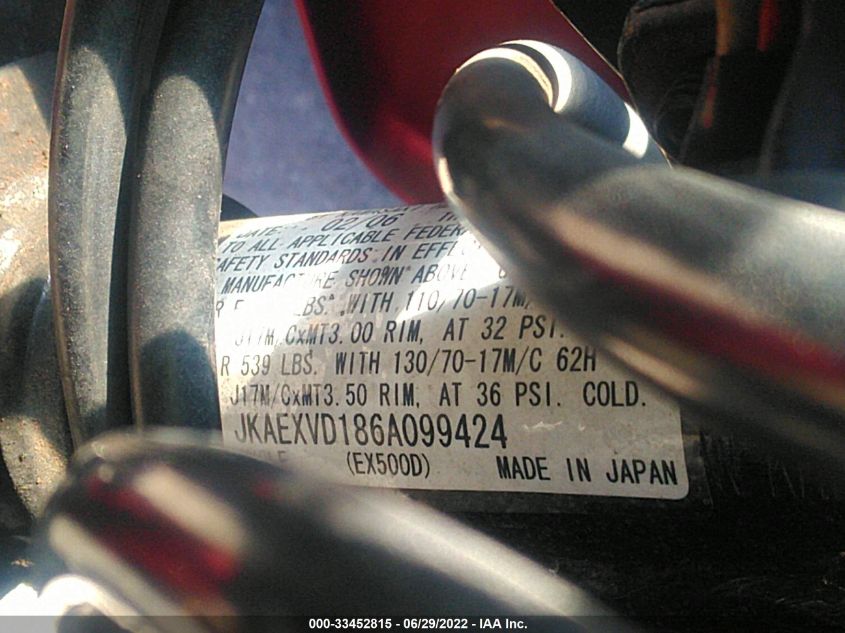 02/06
TO ALL APPLICABLE FEDERA
SAFETY STANDARDS IN EFFEC
MANUFACTURE SHOWN ABOVE
LBS. WITH 110/70-17M/
J17M/CxMT3.00 RIM, AT 32 PSI.
R 539 LBS. WITH 130/70-17M/C 62H
J17M/CxMT3.50 RIM, AT 36 PSI. COLD.
JKAEXVD186A099424
(EX500D) MADE IN JAPAN
000-33452815 - 06/29/2022 - IAA Inc.